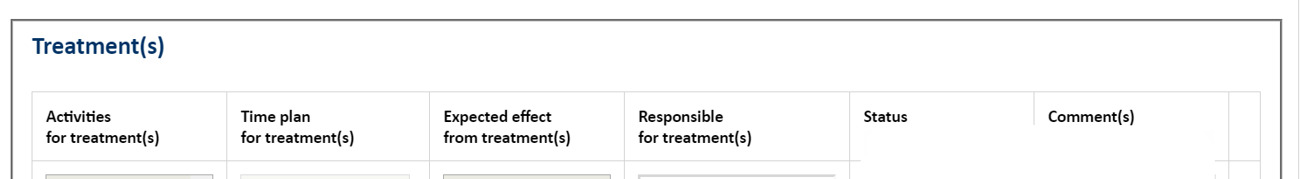 Treatment(s)
Activities
for treatment(s)
Time plan
for treatment(s)
Expected effect
from treatment(s)
Responsible
for treatment(s)
Status
Comment(s)